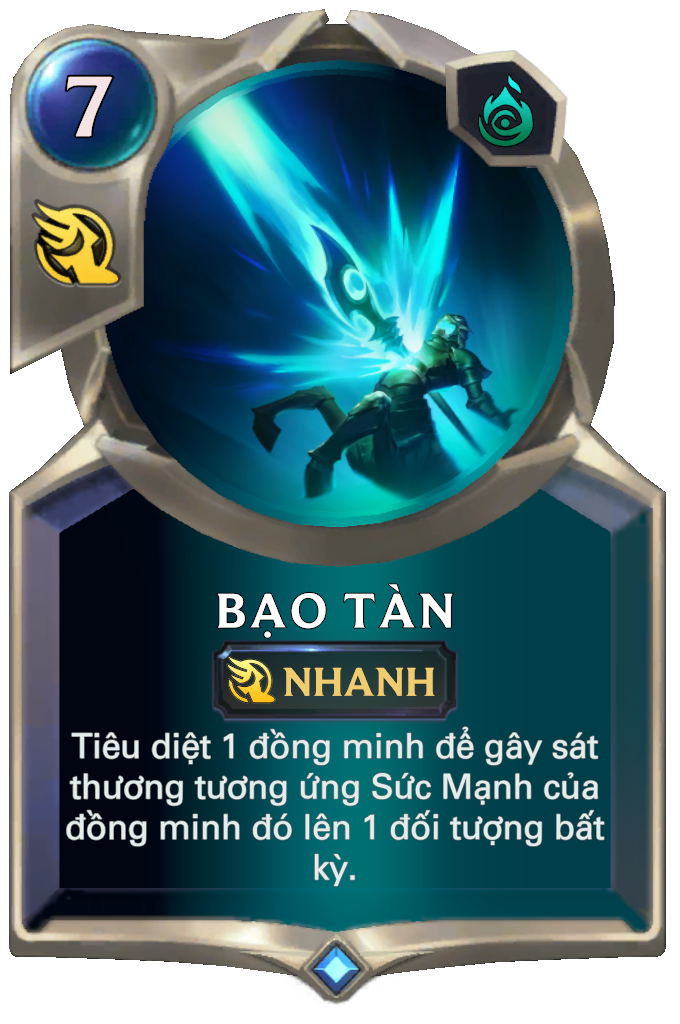 7
BẠO TÀN
NHANH
Tiêu diệt 1 đồng minh để gây sát
thương tương ứng Sức Mạnh của
đồng minh đó lên 1 đối tượng bất
kỳ.